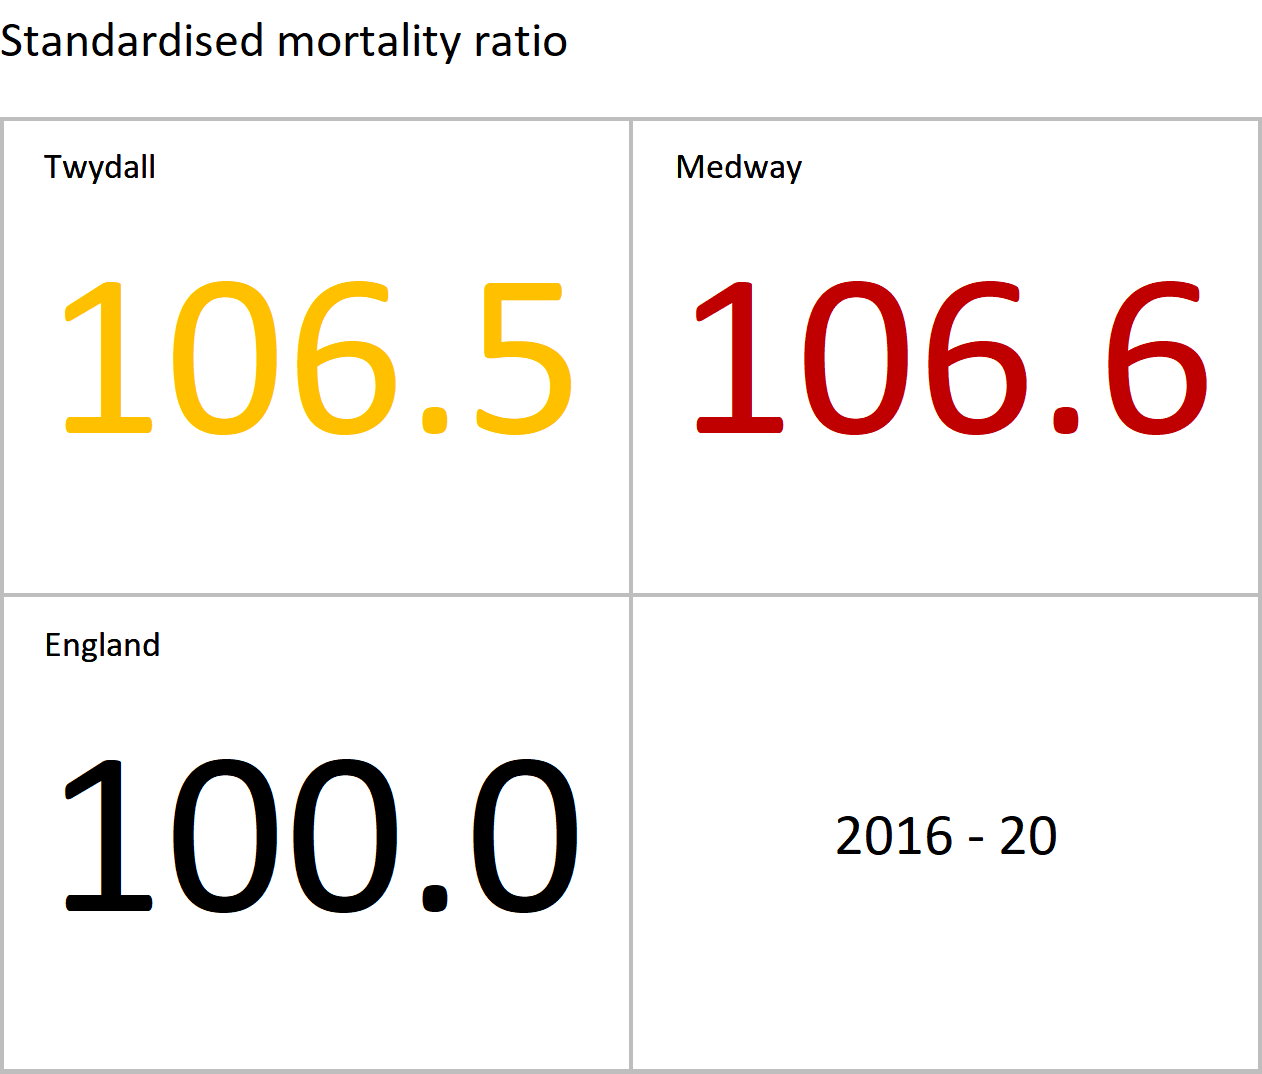 Standardised mortality ratio
Twydall
106.5
Medway
106.6
England
100.0
2016 - 20